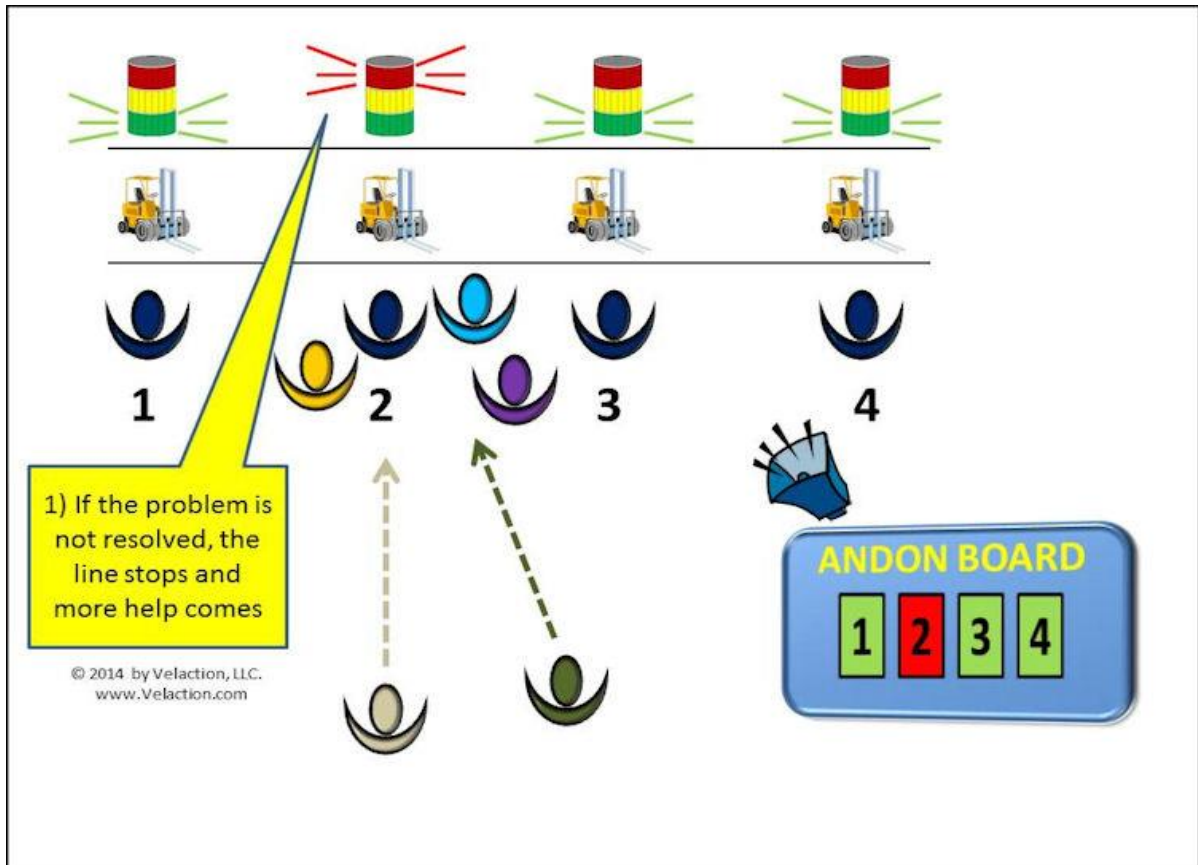 1 2 3 4
1) If the problem is
not resolved, the
line stops and
more help comes
© 2014 by Velaction, LLC.
www.Velaction.com
ANDON BOARD
1 2 3 4